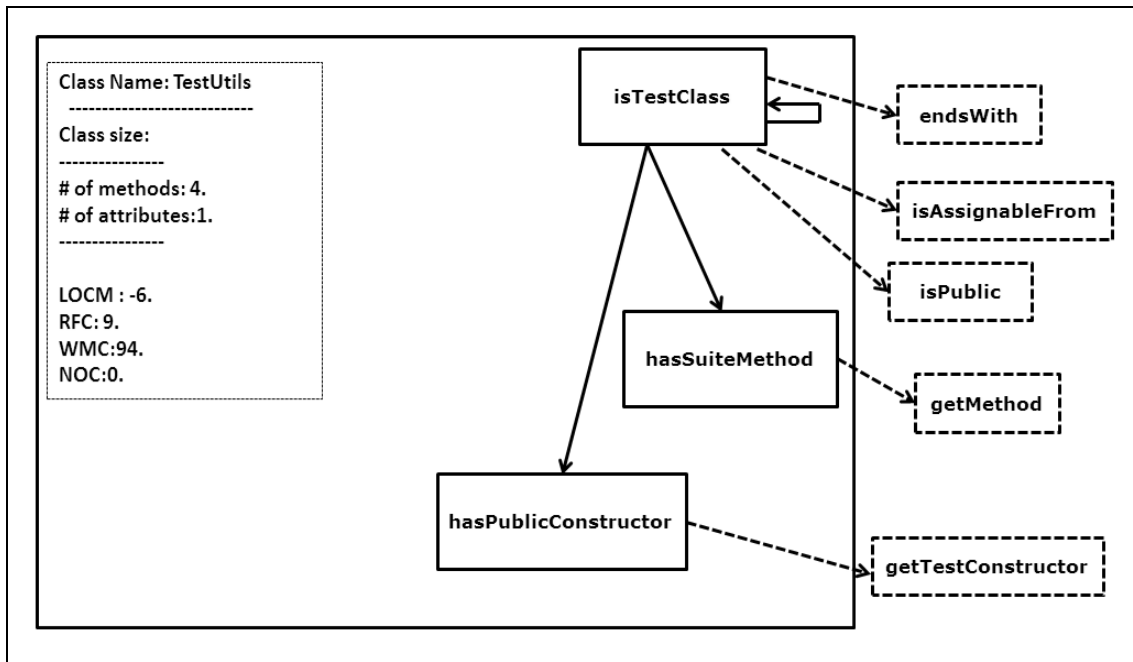 Class Name: TestUtils
----------------------------
Class size:
----------------
# of methods: 4.
# of attributes:1.
----------------
LOCM : -6.
RFC: 9.
WMC:94.
NOC:0.
isTestClass
endsWith
isAssignableFrom
isPublic
hasSuiteMethod
getMethod
hasPublicConstructor
getTestConstructor